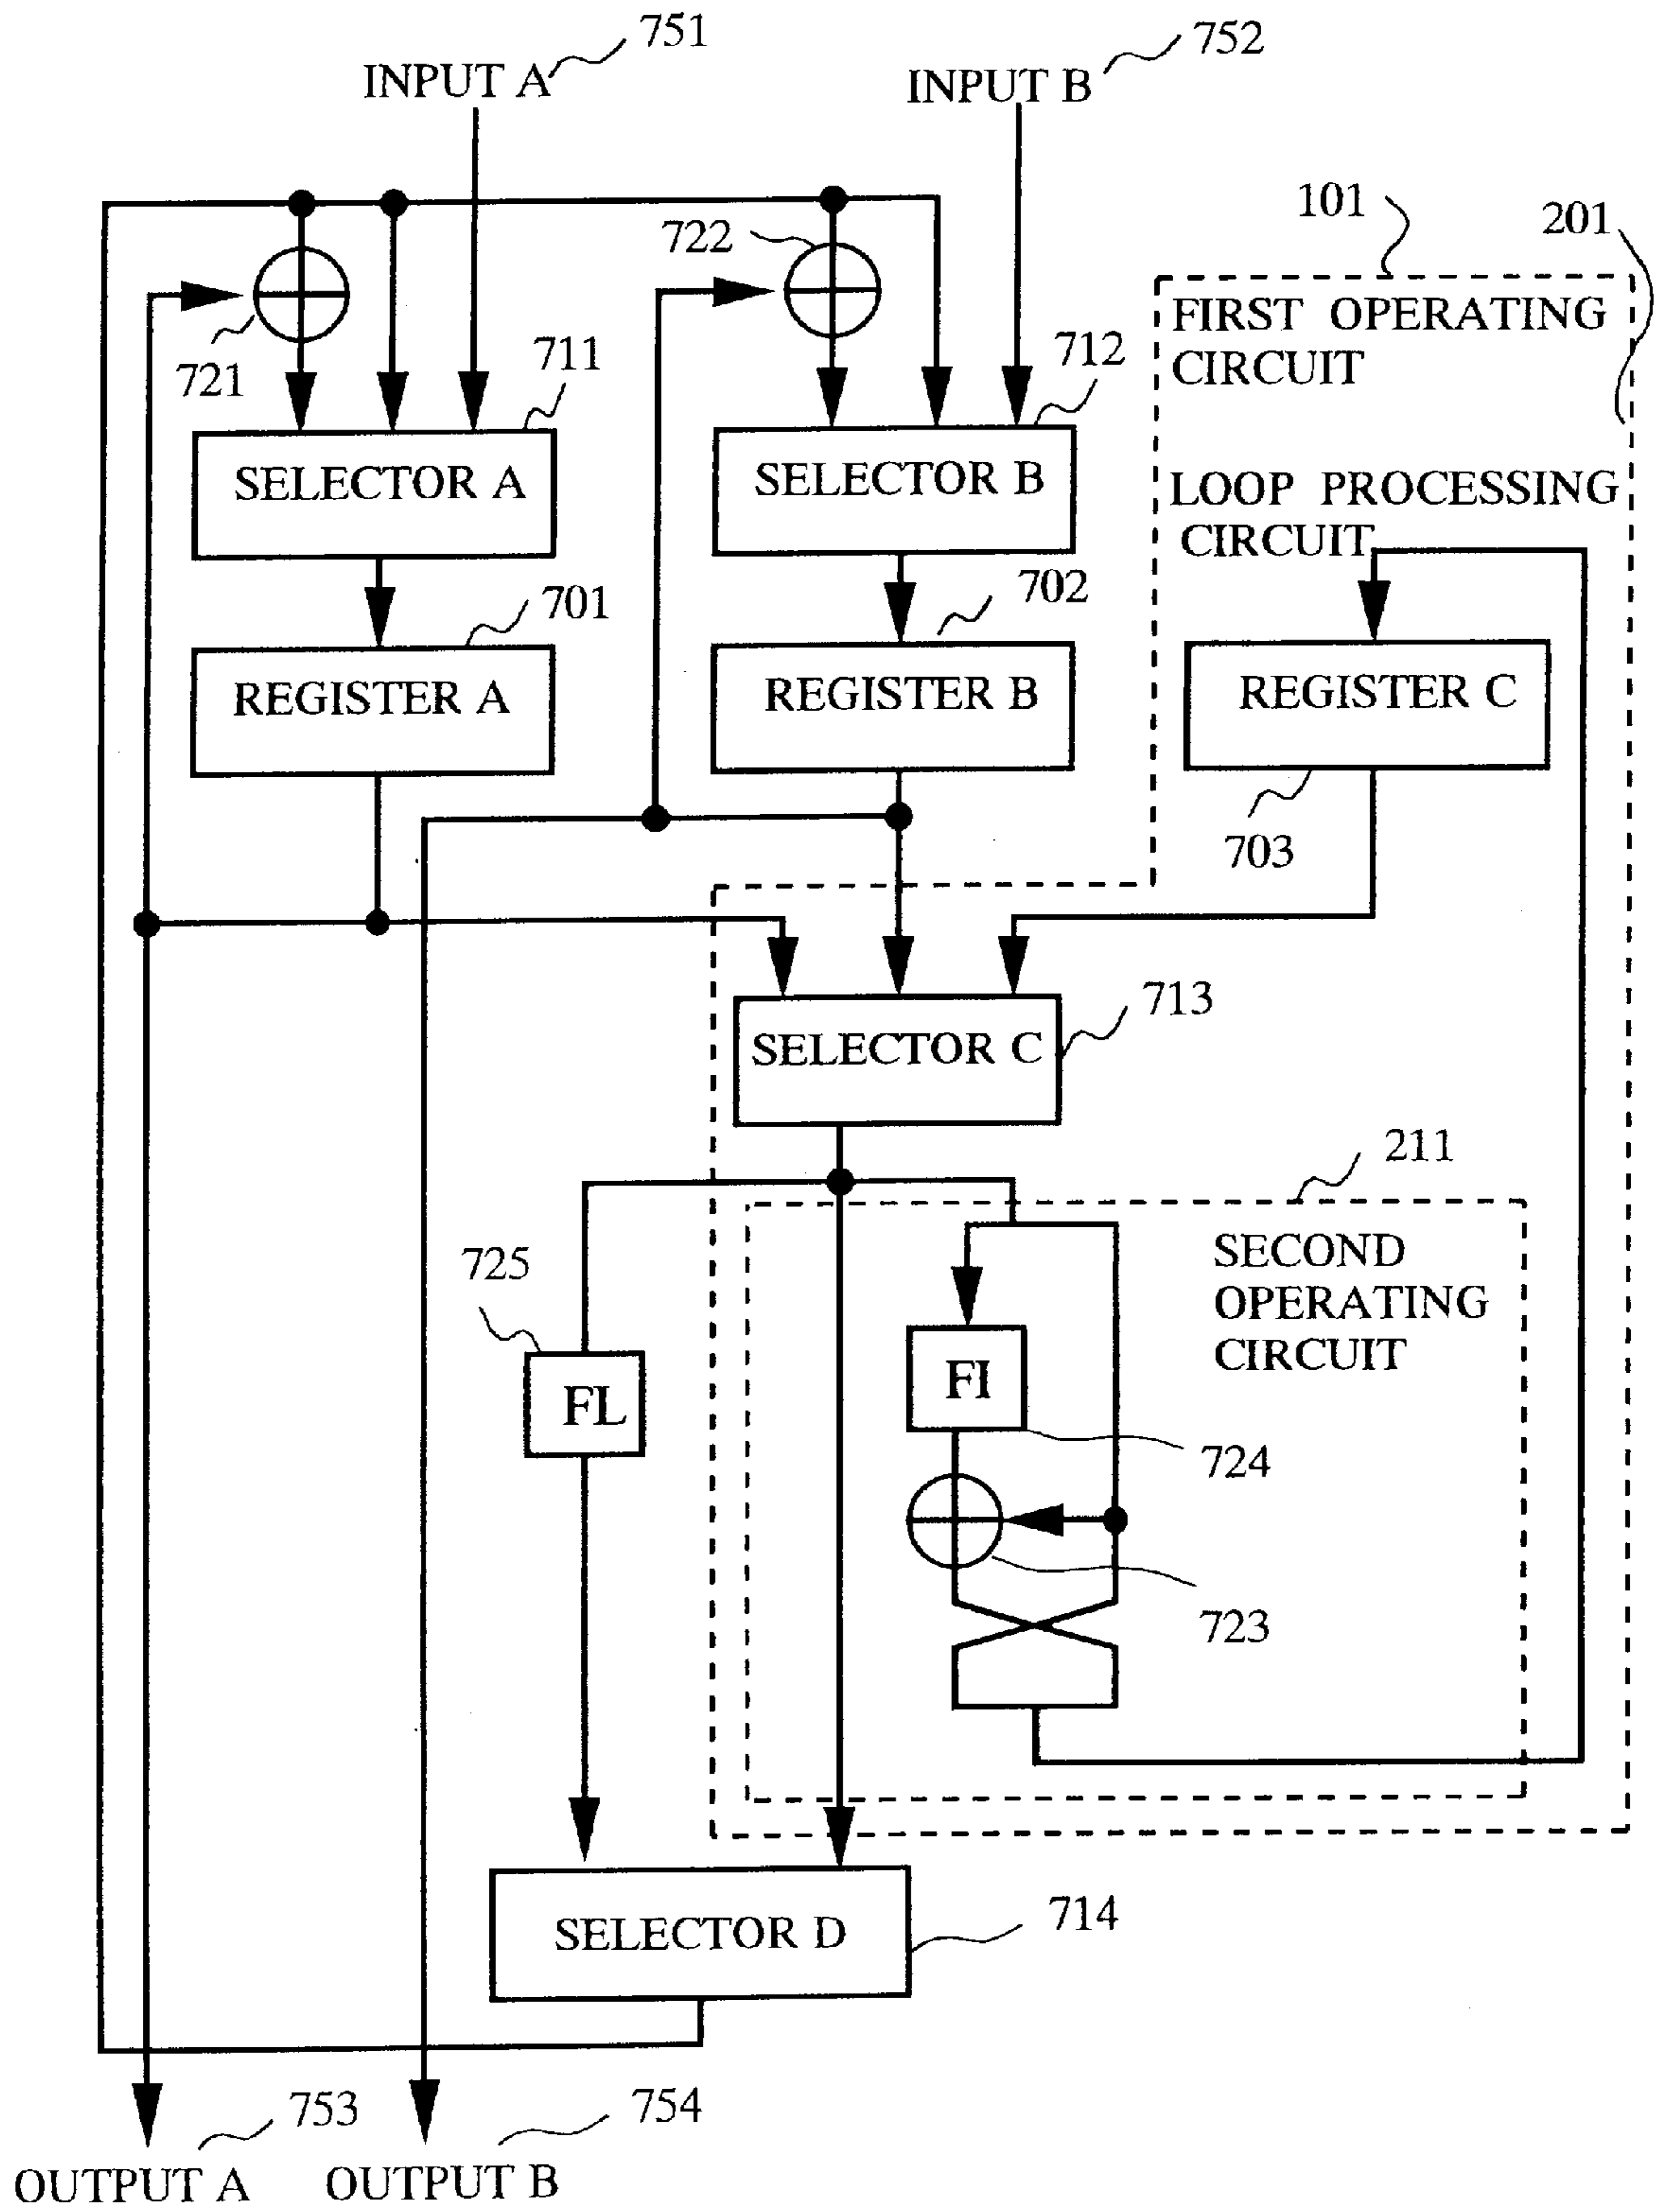 751
752
INPUT A
INPUT B
101
201
722
FIRST OPERATING
CIRCUIT
721
711
712
SELECTOR A
SELECTOR B
LOOP PROCESSING
CIRCUIT
701
702
REGISTER A
REGISTER B
REGISTER C
703
713
SELECTOR C
211
SECOND
OPERATING
CIRCUIT
725
FL
FI
724
723
SELECTOR D
714
753
754
OUTPUT A
OUTPUT B